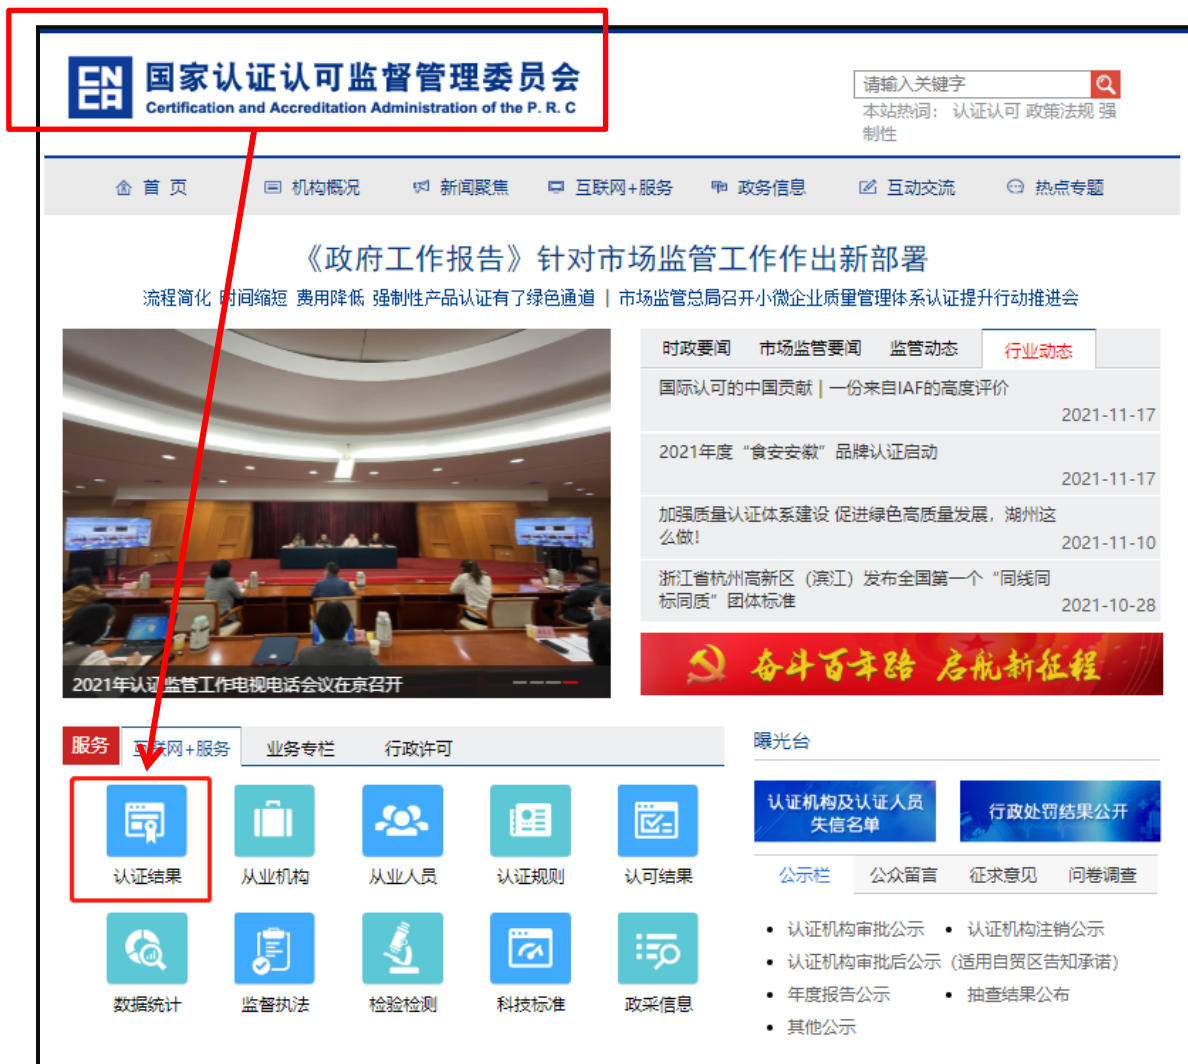 国家认证认可监督管理委员会
Certification and Accreditation Administration of the P. R. C
请输入关键字
本站热词： 认证认可 政策法规 强
制性
首 页
机构概况
新闻聚焦
互联网+服务
政务信息
互动交流
热点专题
《政府工作报告》针对市场监管工作作出新部署
流程简化 时间缩短 费用降低 强制性产品认证有了绿色通道 | 市场监管总局召开小微企业质量管理体系认证提升行动推进会
2021年认证监管工作电视电话会议在京召开
时政要闻 市场监管要闻 监管动态 行业动态
国际认可的中国贡献 | 一份来自IAF的高度评价
2021-11-17
2021年度“食安安徽”品牌认证启动
2021-11-17
加强质量认证体系建设 促进绿色高质量发展，湖州这
么做！
2021-11-10
浙江省杭州高新区（滨江）发布全国第一个“同线同
标同质”团体标准
2021-10-28
奋斗百年路 启航新征程
服务 互联网+服务 业务专栏 行政许可
认证结果 从业机构 从业人员 认证规则 认可结果
数据统计 监督执法 检验检测 科技标准 政采信息
曝光台
认证机构及认证人员
失信名单
行政处罚结果公开
公示栏 公众留言 征求意见 问卷调查
• 认证机构审批公示 • 认证机构注销公示
• 认证机构审批后公示（适用自贸区告知承诺）
• 年度报告公示 • 抽查结果公布
• 其他公示